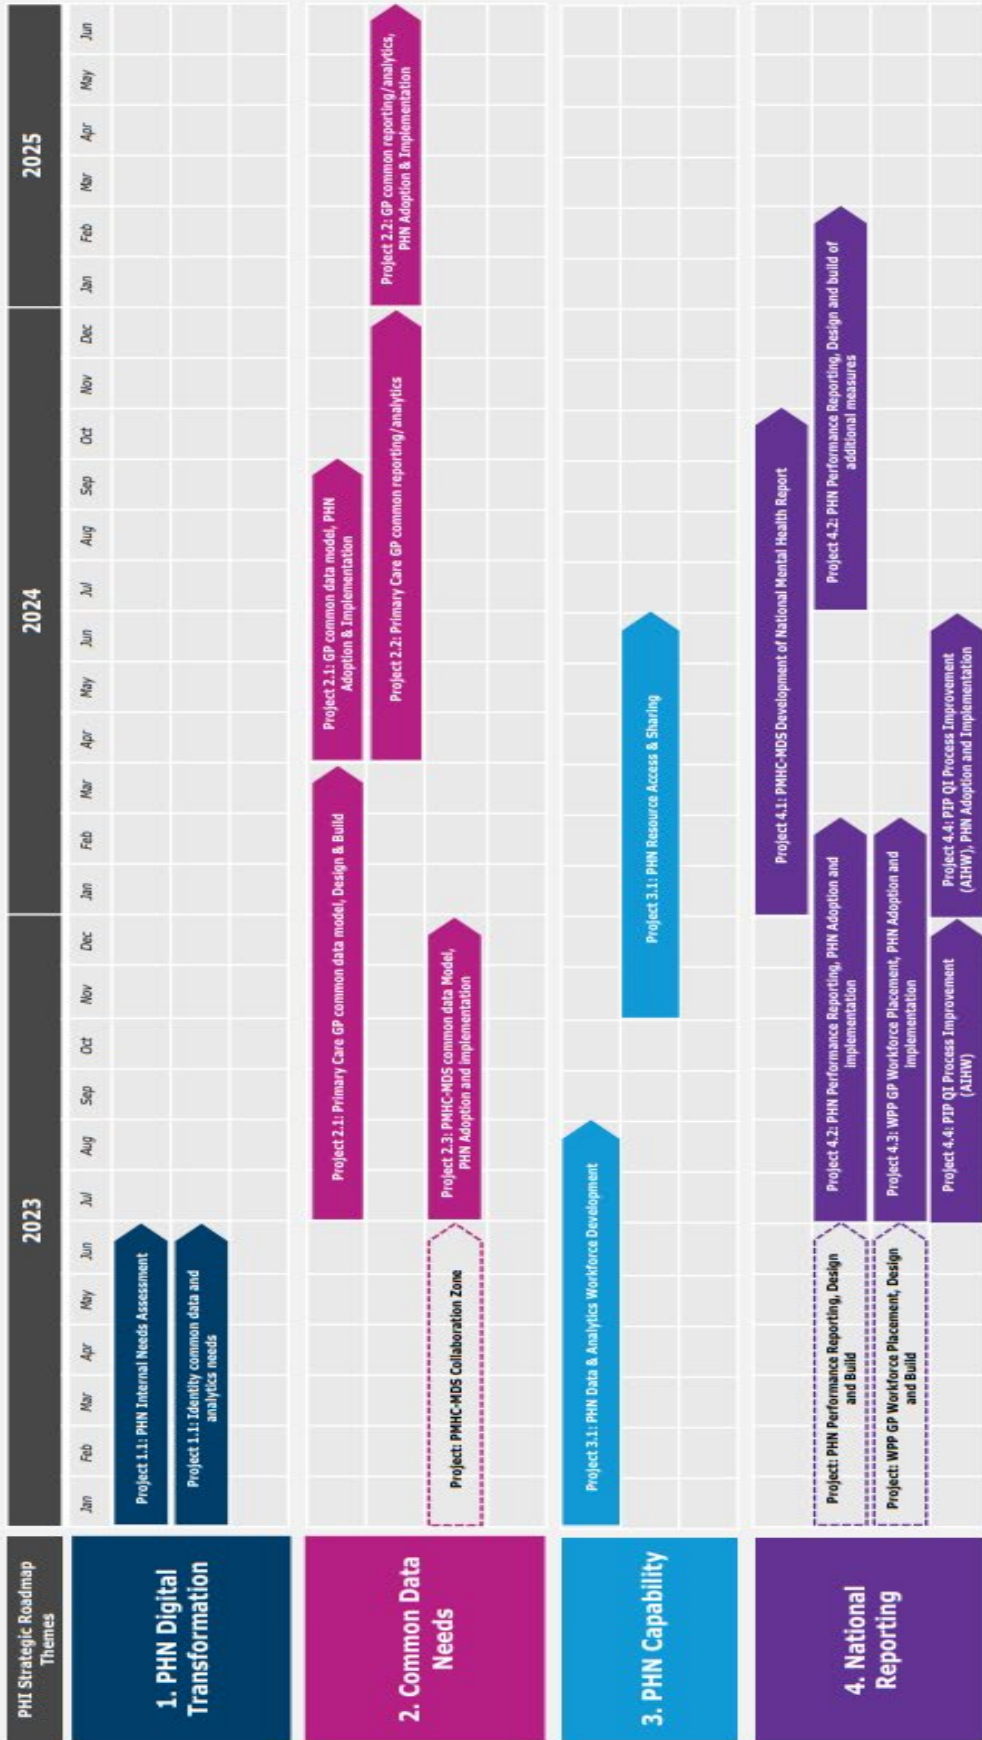 PHI Strategic Roadmap
Themes
2023
2024
2025
Jan Feb Mar Apr May Jun Jul Aug Sep Oct Nov Dec Jan Feb Mar Apr May Jun Jul Aug Sep Oct Nov Dec Jan Feb Mar Apr May Jun
1. PHN Digital
Transformation
Project 1.1: PHN Internal Needs Assessment
Project 1.1: Identity common data and
analytics needs
2. Common Data
Needs
Project 2.1: Primary Care GP common data model, Design & Build
Project 2.1: GP common data model, PHN
Adoption & Implementation
Project 2.2: Primary Care GP common reporting/analytics
Project 2.2: GP common reporting/analytics,
PHN Adoption & Implementation
Project: PMHC-MDS Collaboration Zone
Project 2.3: PMHC-MDS common data Model,
PHN Adoption and implementation
3. PHN Capability
Project 3.1: PHN Data & Analytics Workforce Development
Project 3.1: PHN Resource Access & Sharing
4. National
Reporting
Project 4.1: PMHC-MDS Development of National Mental Health Report
Project: PHN Performance Reporting, Design
and Build
Project 4.2: PHN Performance Reporting, PHN Adoption and
implementation
Project 4.2: PHN Performance Reporting, Design and build of
additional measures
Project: WPP GP Workforce Placement, Design
and Build
Project 4.3: WPP GP Workforce Placement, PHN Adoption and
implementation
Project 4.4: PIP QI Process Improvement
(AIHW)
Project 4.4: PIP QI Process Improvement
(AIHW), PHN Adoption and Implementation